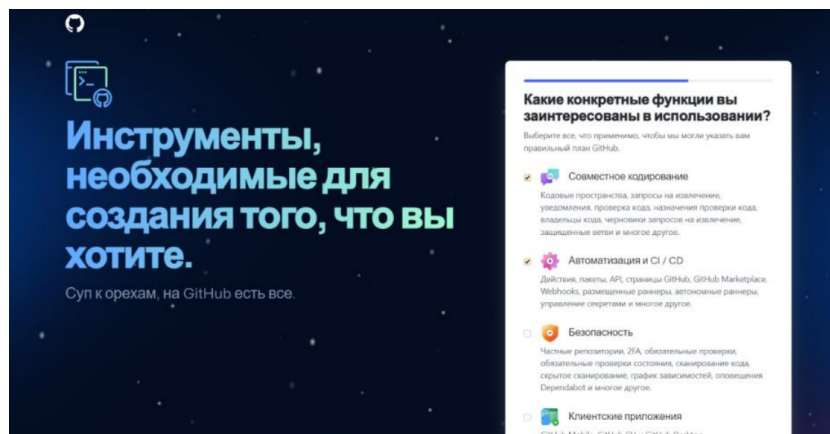 Инструменты,
необходимые для
создания того, что вы
хотите.
Суп к орехам, на GitHub есть все.
Какие конкретные функции вы
заинтересованы в использовании?
Выберите все, что применимо, чтобы мы могли указать вам
правильный план GitHub.
Совместное кодирование
Кодовые пространства, запросы на извлечение,
уведомления, проверка кода, назначения проверки кода,
владельцы кода, черновики запросов на извлечение,
защищенные ветви и многое другое.
Автоматизация и CI / CD
Действия, пакеты, API, страницы GitHub, GitHub Marketplace,
Webhooks, размещенные раннеры, автономные раннеры,
управление секретами и многое другое.
Безопасность
Частные репозитории, 2FA, обязательные проверки,
обязательные проверки состояния, сканирование кода,
скрытое сканирование, график зависимостей, оповещения
Dependabot и многое другое.
Клиентские приложения